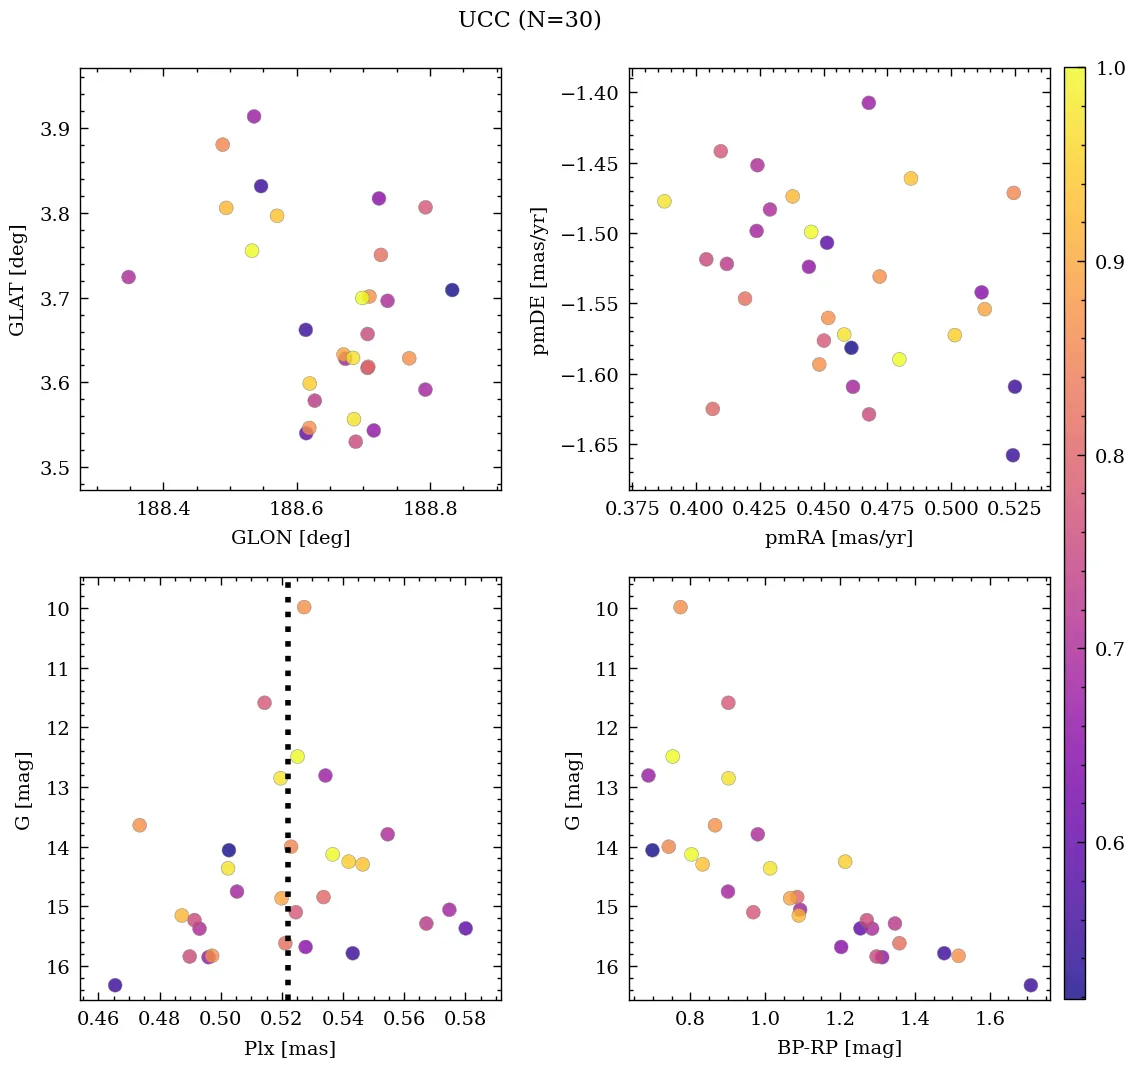 UCC (N=30)
3.9
3.8
3.7
3.6
3.5
GLAT [deg]
188.4 188.6 188.8
GLON [deg]
−1.40
−1.45
−1.50
−1.55
−1.60
−1.65
pmDE [mas/yr]
0.375 0.400 0.425 0.450 0.475 0.500 0.525
pmRA [mas/yr]
10
11
12
13
14
15
16
G [mag]
0.46 0.48 0.50 0.52 0.54 0.56 0.58
Plx [mas]
10
11
12
13
14
15
16
G [mag]
0.8 1.0 1.2 1.4 1.6
BP-RP [mag]
1.0
0.9
0.8
0.7
0.6